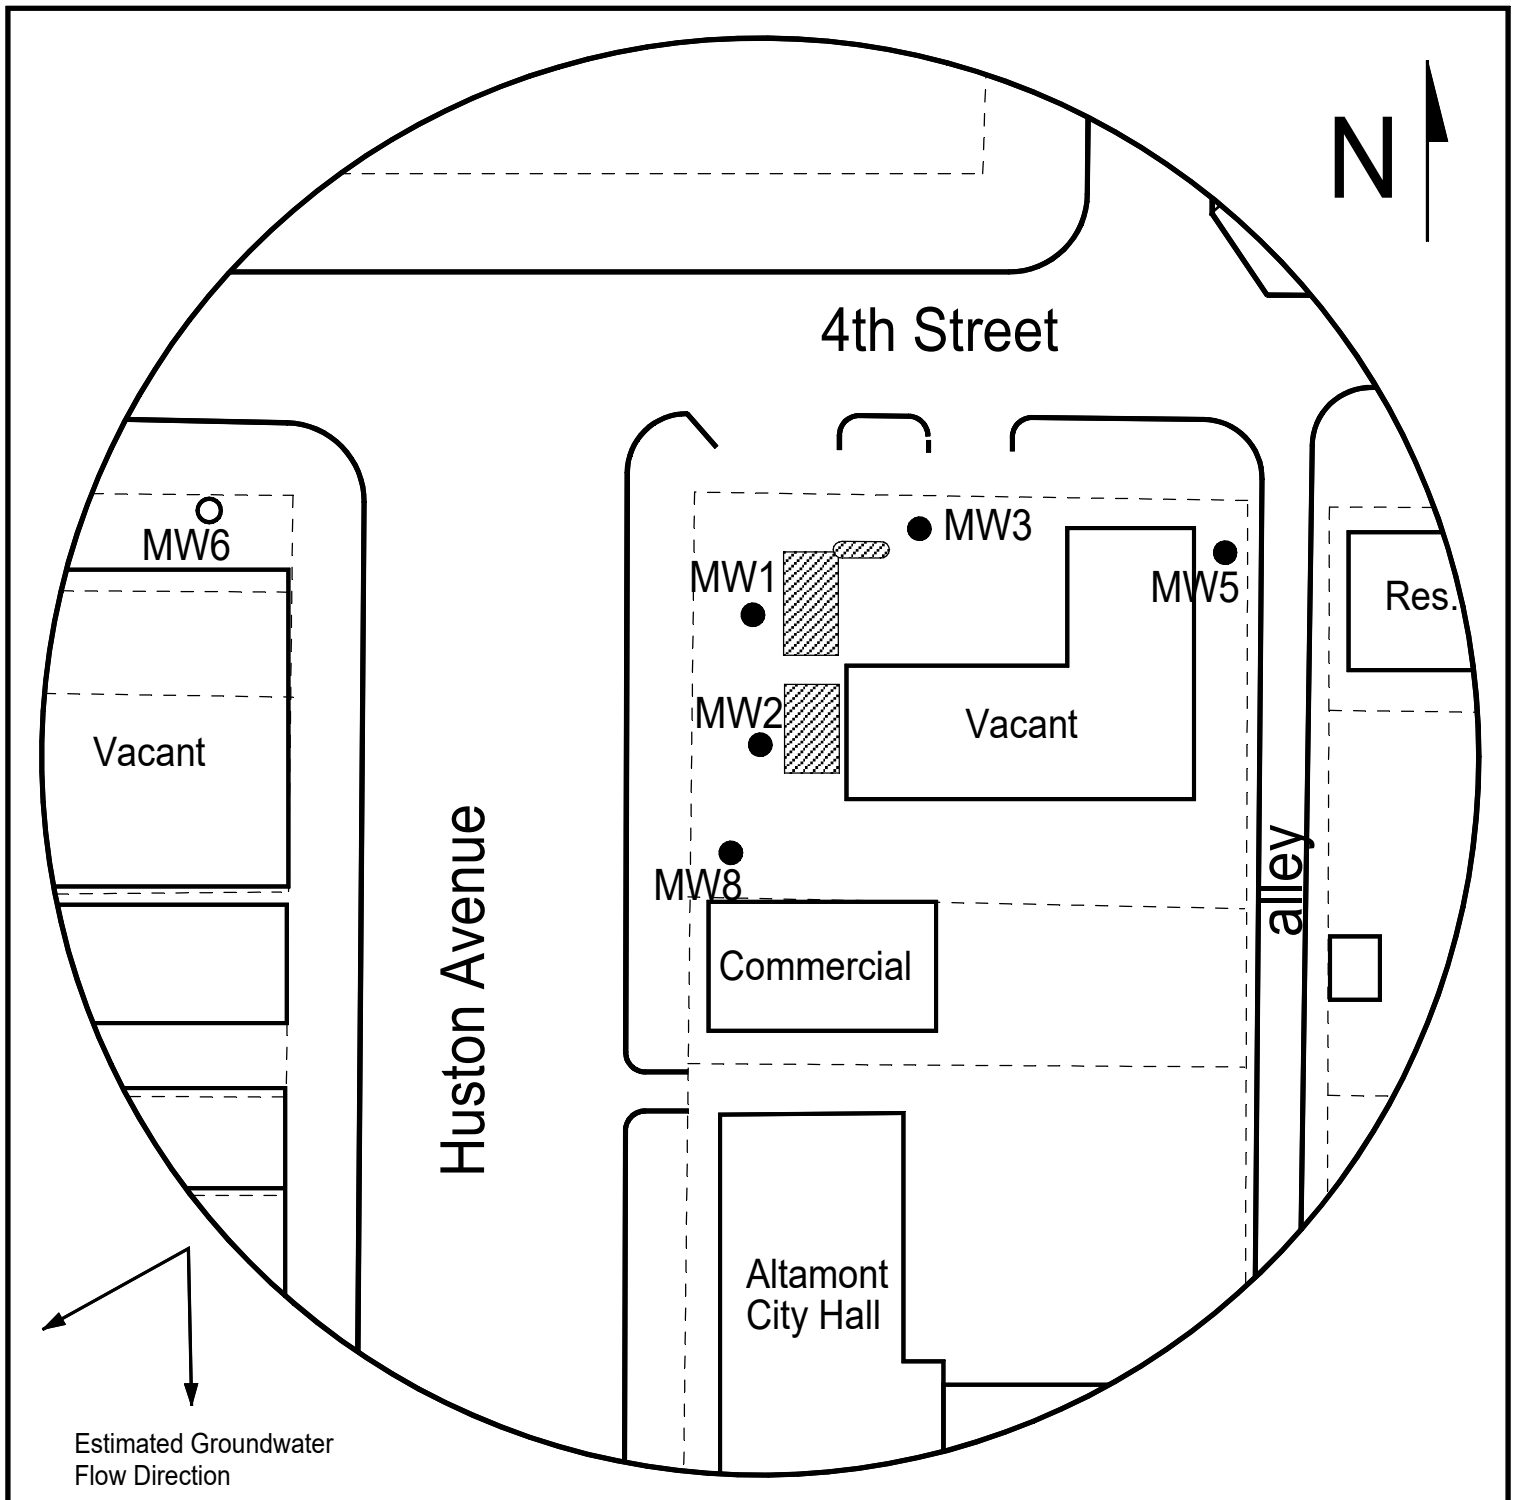 N
4th Street
MW6
MW3
MW1
MW5
Res.
MW2
Vacant
Vacant
Huston Avenue
alley
MW8
Commercial
Altamont
City Hall
Estimated Groundwater
Flow Direction